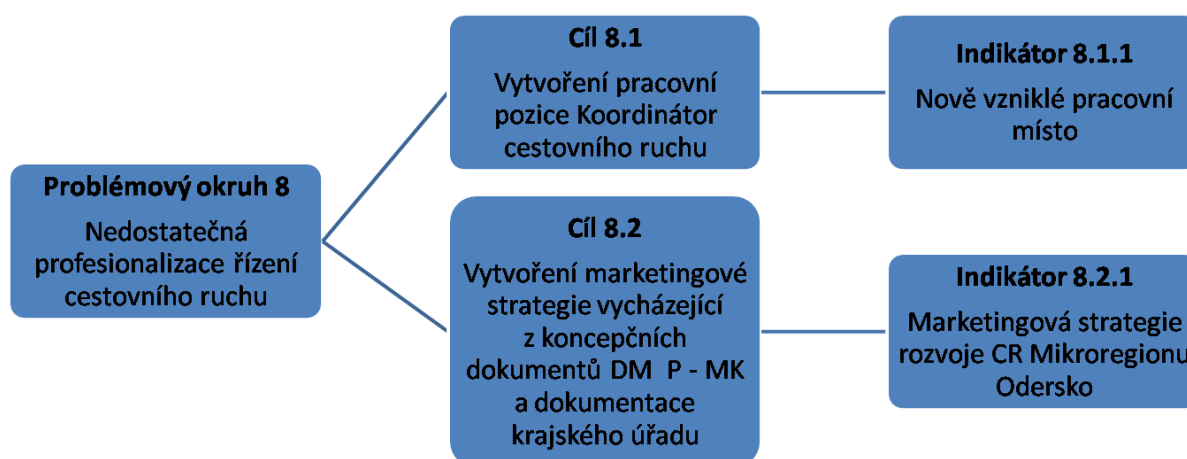 Problémový okruh 8
Nedostatečná
profesionalizace řízení
cestovního ruchu
Cíl 8.1
Vytvoření pracovní
pozice Koordinátor
cestovního ruchu
Indikátor 8.1.1
Nově vzniklé pracovní
místo
Cíl 8.2
Vytvoření marketingové
strategie vycházející
z koncepčních
dokumentů DM P - MK
a dokumentace
krajského úřadu
Indikátor 8.2.1
Marketingová strategie
rozvoje CR Mikroregionu
Odersko